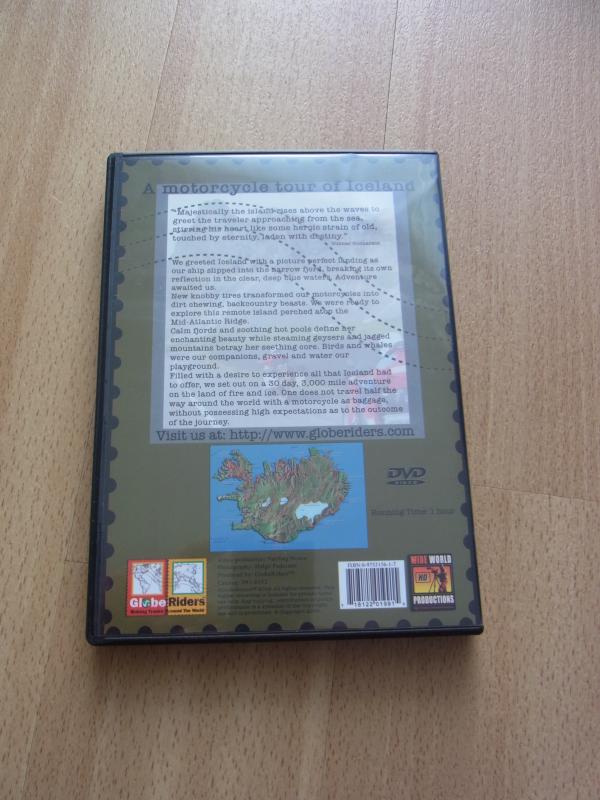 A motorcycle tour of Iceland
"Majestically the island rises above the waves to
greet the traveler approaching from the sea,
stirring his heart like some heroic strain of old,
touched by eternity, laden with destiny."
We greeted Iceland with a picture perfect landing as
our ship slipped into the narrow fjord, breaking its own
reflection in the clear, deep blue waters. Adventure
awaited us.
New knobby tires transformed our motorcycles into
dirt chewing, backcountry beasts. We were ready to
explore this remote island perched atop the
Mid-Atlantic Ridge.
Calm fjords and soothing hot pools define her
enchanting beauty while steaming geysers and jagged
mountains betray her seething core. Birds and whales
were our companions, gravel and water our
playground.
Filled with a desire to experience all that Iceland had
to offer, we set out on a 30 day, 3,000 mile adventure
on the land of fire and ice. One does not travel half the
way around the world with a motorcycle as baggage,
without possessing high expectations as to the outcome
of the journey.
Visit us at: http://www.globeriders.com
DVD
VIDEO
Running Time: 1 hour
GlobeRiders
Making Tracks Around The World
WIDE WORLD
HD
PRODUCTIONS